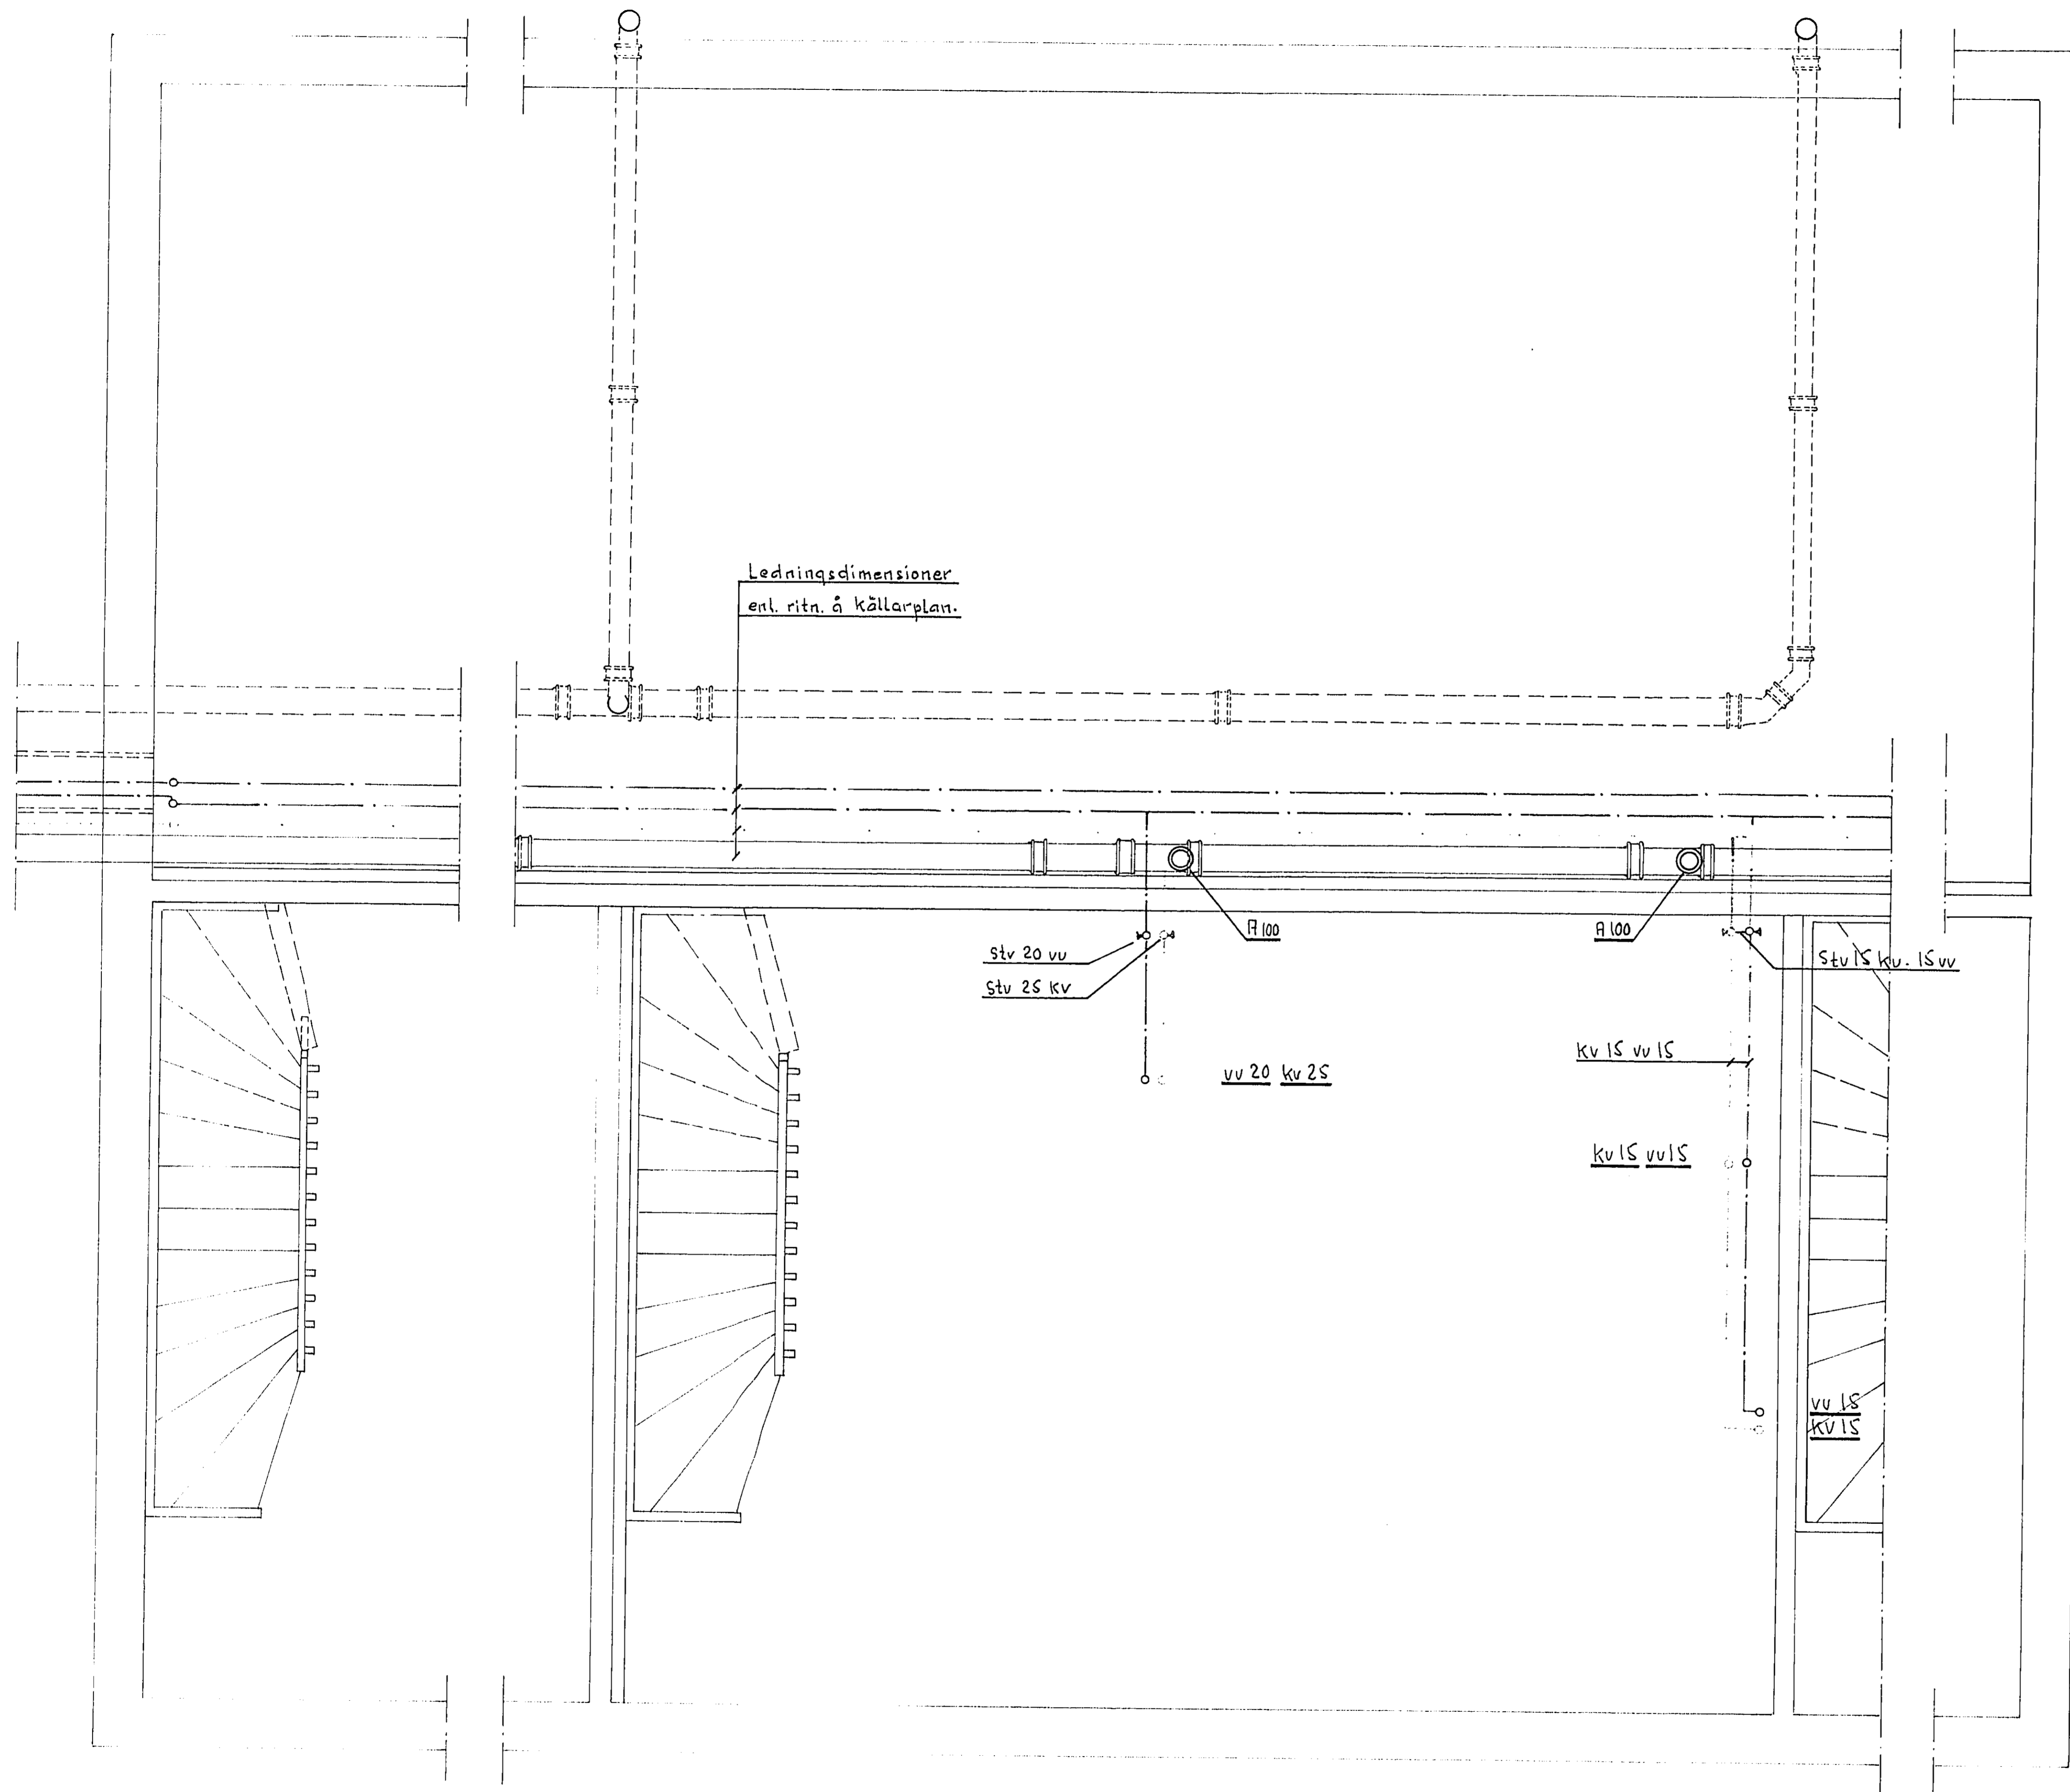 Ledningsdimensioner
enl. ritn. å källarplan.
A 100
A 100
Stv 20 vv
Stv 25 kv
Stv 15 kv. 15 vv
kv 15 vv 15
vv 20 kv 25
kv 15 vv 15
vv 15
kv 15